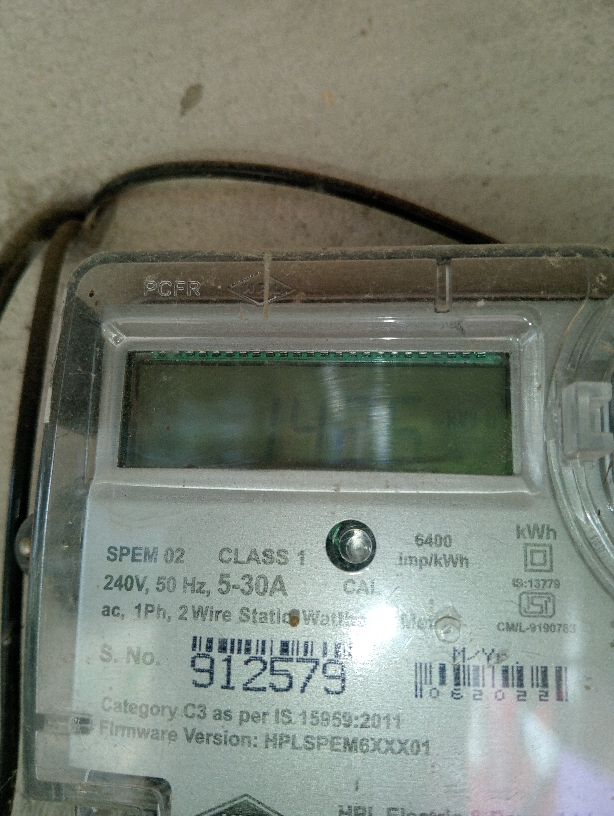 PCFR
SPEM 02 CLASS 1
6400
imp/kWh
kWh
240V, 50 Hz, 5-30A
CAL
IS:13779
ac, 1Ph, 2 Wire Static
CM/L-9190783
S. No.
912579
M/Yr
062022
Category C3 as per IS 15959:2011
Firmware Version: HPLSPEM6XXX01
HPL Electric &